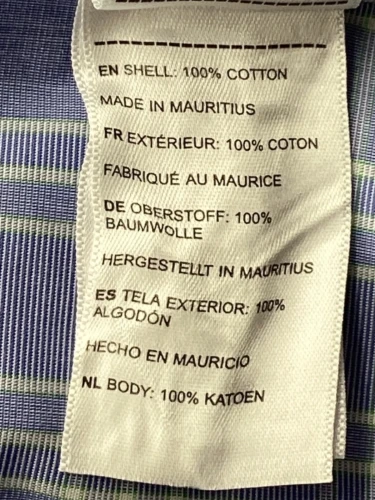 EN SHELL: 100% COTTON
MADE IN MAURITIUS
FR EXTÉRIEUR: 100% COTON
FABRIQUÉ AU MAURICE
DE OBERSTOFF: 100%
BAUMWOLLE
HERGESTELLT IN MAURITIUS
ES TELA EXTERIOR: 100%
ALGODÓN
HECHO EN MAURICIO
NL BODY: 100% KATOEN